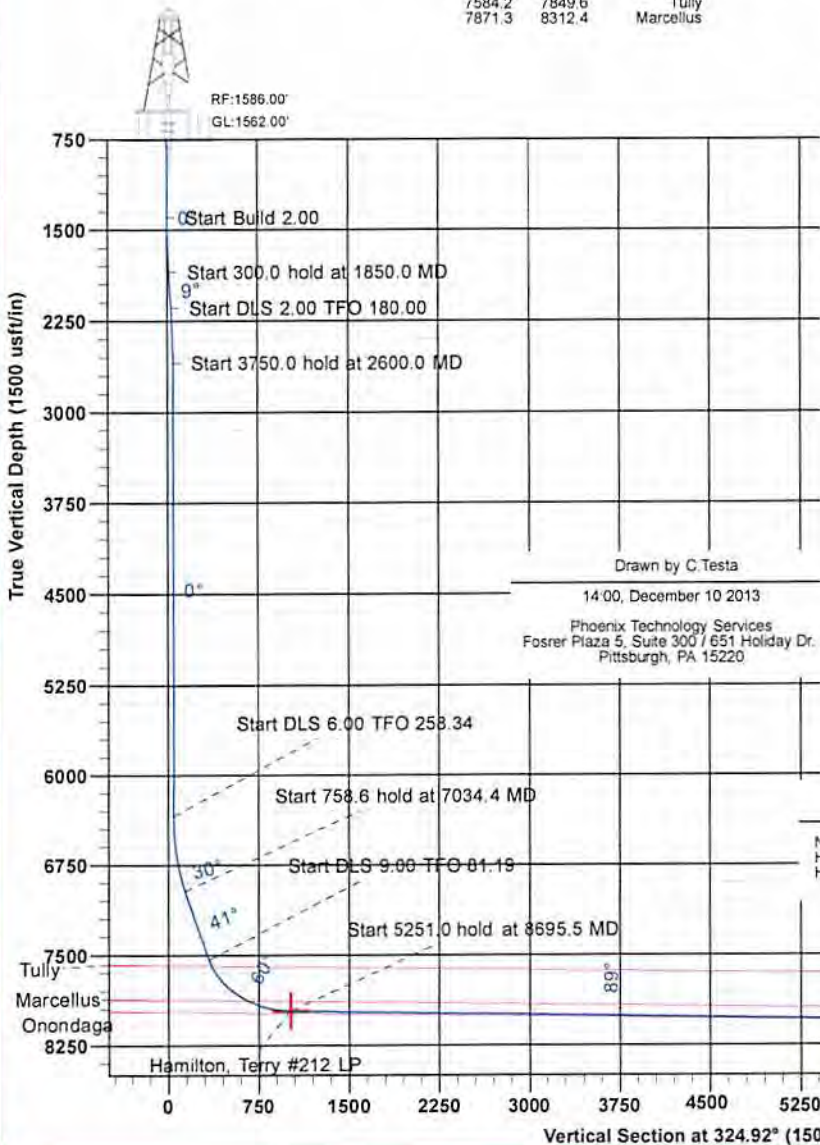 7584.2 7849.6 Tully
7871.3 8312.4 Marcellus
RF:1586.00'
GL:1562.00'
750
0°
Start Build 2.00
1500
Start 300.0 hold at 1850.0 MD
9°
Start DLS 2.00 TFO 180.00
2250
Start 3750.0 hold at 2600.0 MD
3000
3750
True Vertical Depth (1500 usft/in)
Drawn by C.Testa
0°
4500
14:00, December 10 2013
Phoenix Technology Services
Fosrer Plaza 5, Suite 300 / 651 Holiday Dr.
Pittsburgh, PA 15220
5250
Start DLS 6.00 TFO 258.34
6000
Start 758.6 hold at 7034.4 MD
6750
30°
Start DLS 9.00 TFO 81.19
41°
Start 5251.0 hold at 8695.5 MD
7500
Tully
60°
89°
Marcellus
Onondaga
8250
Hamilton, Terry #212 LP
0 750 1500 2250 3000 3750 4500 5250
Vertical Section at 324.92° (150